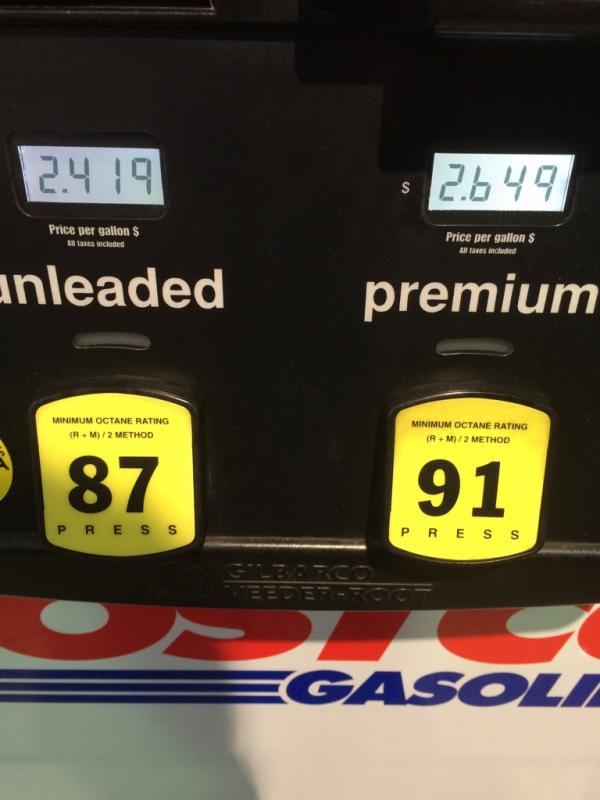 2.419
Price per gallon $
All taxes included
unleaded
$ 2.649
Price per gallon $
All taxes included
premium
MINIMUM OCTANE RATING
(R + M) / 2 METHOD
87
PRESS
MINIMUM OCTANE RATING
(R + M) / 2 METHOD
91
PRESS
GILBARCO
VEEDER-ROOT
OSTC
GASOLI